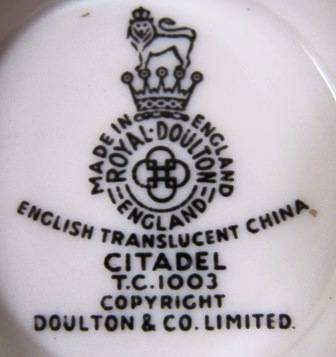 MADE IN ENGLAND
ROYAL·DOULTON
ENGLAND
ENGLISH TRANSLUCENT CHINA
CITADEL
T.C.1003
COPYRIGHT
DOULTON & CO. LIMITED.